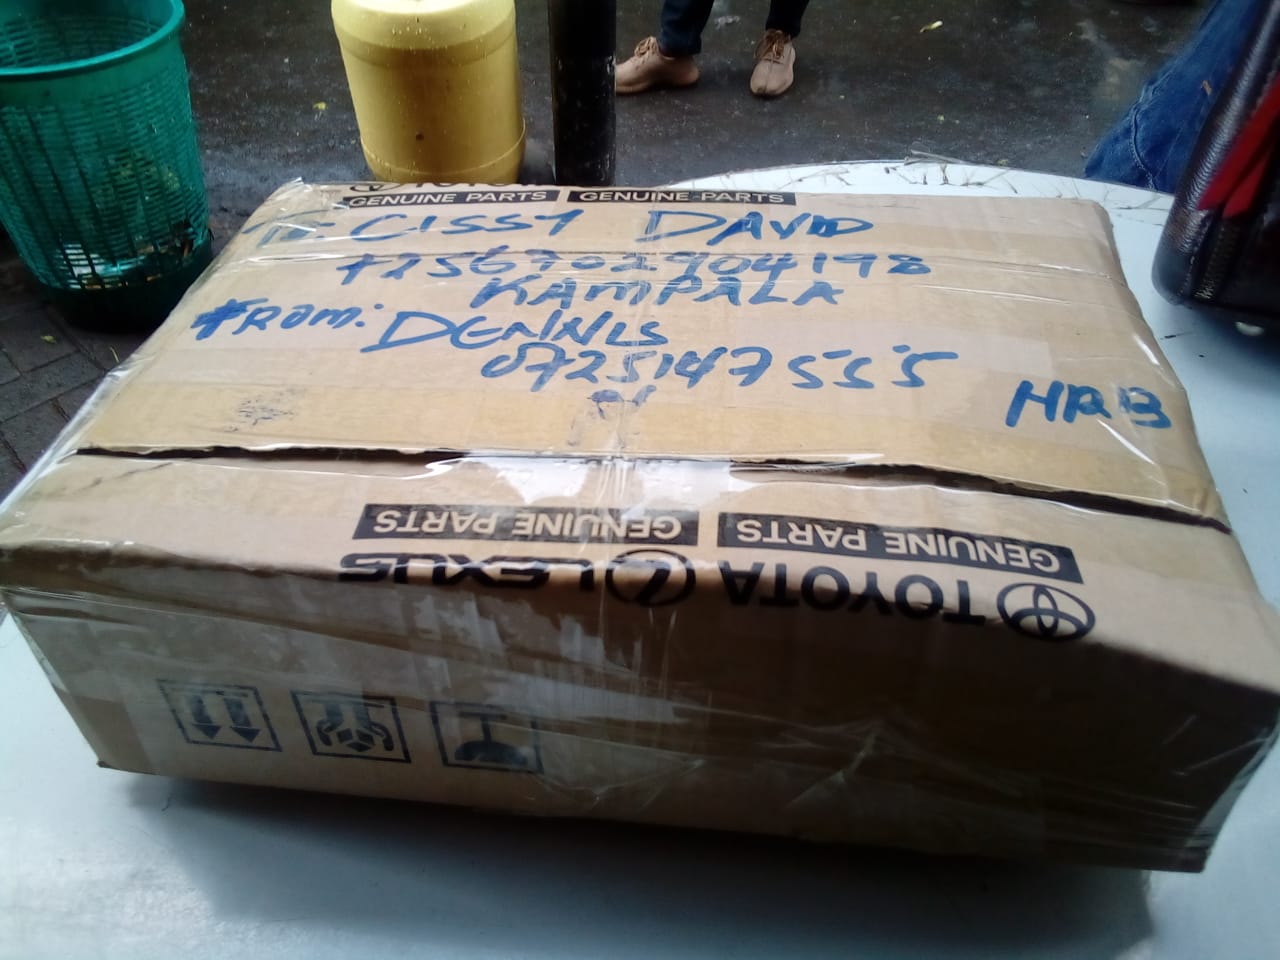 TOYOTA
GENUINE PARTS GENUINE PARTS
TO: CISSY DAVID
+256702904198
KAMPALA
FROM: DENNIS
0725147555
HRB
GENUINE PARTS GENUINE PARTS
TOYOTA LEXUS